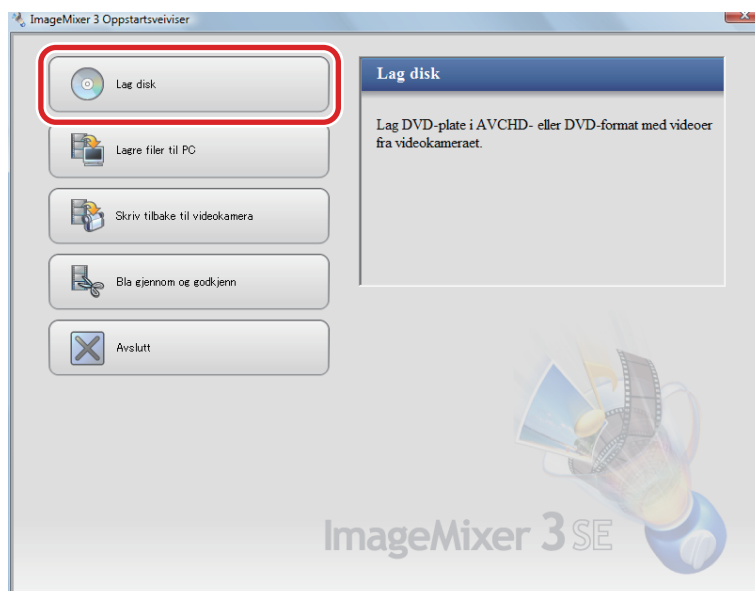 ImageMixer 3 Oppstartsveiviser
Lag disk
Lagre filer til PC
Skriv tilbake til videokamera
Bla gjennom og godkjenn
Avslutt
Lag disk
Lag DVD-plate i AVCHD- eller DVD-format med videoer
fra videokameraet.
ImageMixer 3 SE